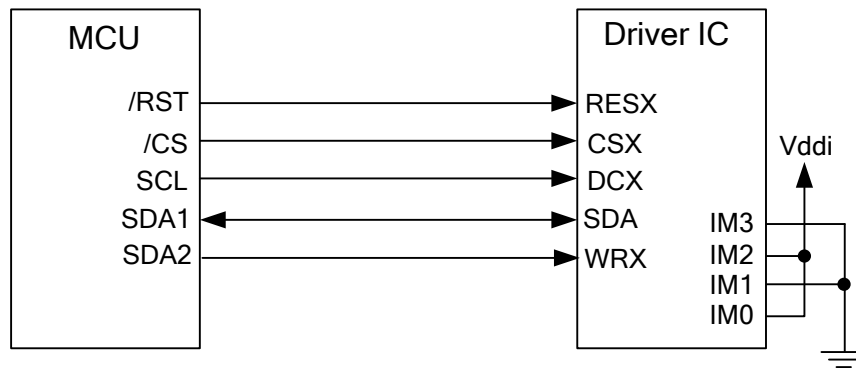 MCU
Driver IC
/RST
RESX
/CS
CSX
Vddi
SCL
DCX
SDA1
SDA
IM3
SDA2
WRX
IM2
IM1
IM0